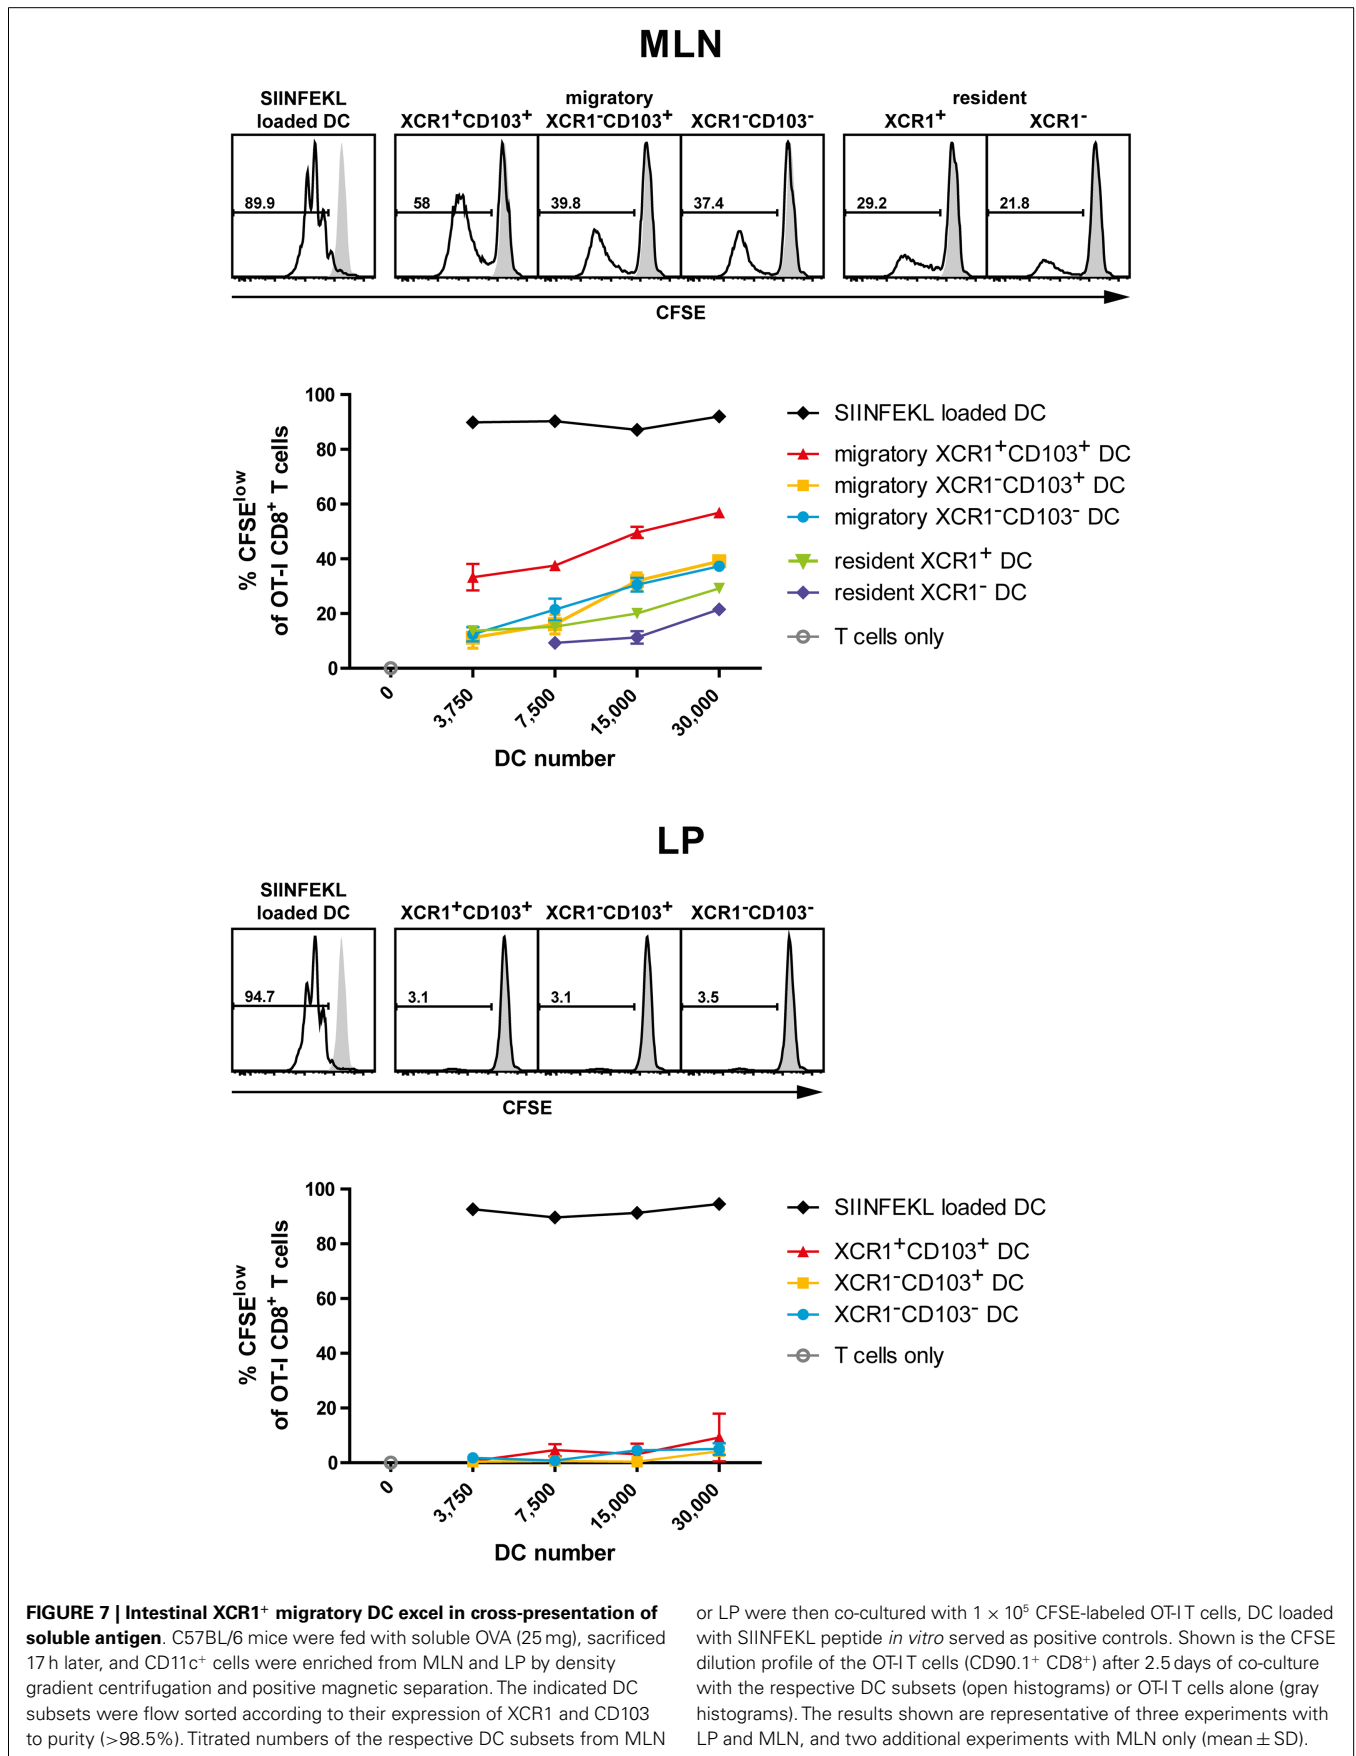 MLN
SIINFEKL
loaded DC
migratory
XCR1+CD103+
XCR1-CD103+
XCR1-CD103-
resident
XCR1+
XCR1-
89.9
58
39.8
37.4
29.2
21.8
CFSE
% CFSElow
of OT-I CD8+ T cells
100
80
60
40
20
0
0
3,750
7,500
15,000
30,000
DC number
SIINFEKL loaded DC
migratory XCR1+CD103+ DC
migratory XCR1-CD103+ DC
migratory XCR1-CD103- DC
resident XCR1+ DC
resident XCR1- DC
T cells only
LP
SIINFEKL
loaded DC
XCR1+CD103+
XCR1-CD103+
XCR1-CD103-
94.7
3.1
3.1
3.5
CFSE
% CFSElow
of OT-I CD8+ T cells
100
80
60
40
20
0
0
3,750
7,500
15,000
30,000
DC number
SIINFEKL loaded DC
XCR1+CD103+ DC
XCR1-CD103+ DC
XCR1-CD103- DC
T cells only
FIGURE 7 | Intestinal XCR1+ migratory DC excel in cross-presentation of
soluble antigen. C57BL/6 mice were fed with soluble OVA (25 mg), sacrificed
17 h later, and CD11c+ cells were enriched from MLN and LP by density
gradient centrifugation and positive magnetic separation. The indicated DC
subsets were flow sorted according to their expression of XCR1 and CD103
to purity (>98.5%). Titrated numbers of the respective DC subsets from MLN
or LP were then co-cultured with 1 × 10⁵ CFSE-labeled OT-I T cells, DC loaded
with SIINFEKL peptide in vitro served as positive controls. Shown is the CFSE
dilution profile of the OT-I T cells (CD90.1+ CD8+) after 2.5 days of co-culture
with the respective DC subsets (open histograms) or OT-I T cells alone (gray
histograms). The results shown are representative of three experiments with
LP and MLN, and two additional experiments with MLN only (mean ± SD).